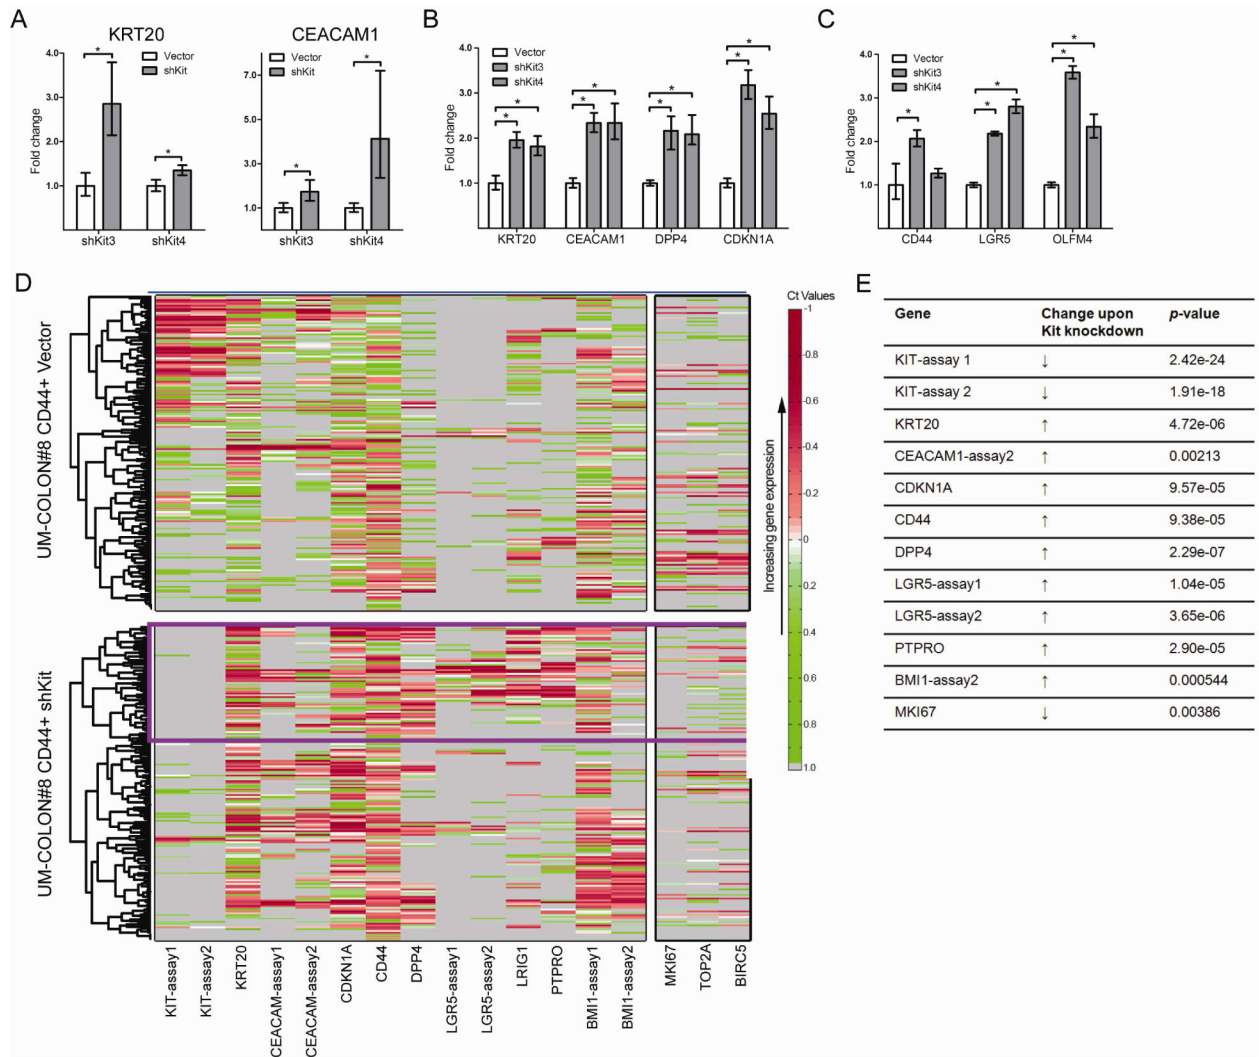 A
KRT20
4.0
3.0
2.0
1.0
Fold change
Vector
shKit
*
*
shKit3
shKit4
CEACAM1
7.0
5.0
3.0
1.0
Vector
shKit
*
*
shKit3
shKit4
B
4.0
3.0
2.0
1.0
Fold change
Vector
shKit3
shKit4
*
*
*
*
*
*
*
*
KRT20
CEACAM1
DPP4
CDKN1A
C
4.0
3.0
2.0
1.0
Fold change
Vector
shKit3
shKit4
*
*
*
*
*
CD44
LGR5
OLFM4
D
UM-COLON#8 CD44+ Vector
UM-COLON#8 CD44+ shKit
KIT-assay1
KIT-assay2
KRT20
CEACAM-assay1
CEACAM-assay2
CDKN1A
CD44
DPP4
LGR5-assay1
LGR5-assay2
LRIG1
PTPRO
BMI1-assay1
BMI1-assay2
MKI67
TOP2A
BIRC5
Increasing gene expression
Ct Values
-1
-0.8
-0.6
-0.4
-0.2
0
0.2
0.4
0.6
0.8
1.0
E
Gene Change upon Kit knockdown p-value
KIT-assay 1 ↓ 2.42e-24
KIT-assay 2 ↓ 1.91e-18
KRT20 ↑ 4.72e-06
CEACAM1-assay2 ↑ 0.00213
CDKN1A ↑ 9.57e-05
CD44 ↑ 9.38e-05
DPP4 ↑ 2.29e-07
LGR5-assay1 ↑ 1.04e-05
LGR5-assay2 ↑ 3.65e-06
PTPRO ↑ 2.90e-05
BMI1-assay2 ↑ 0.000544
MKI67 ↓ 0.00386